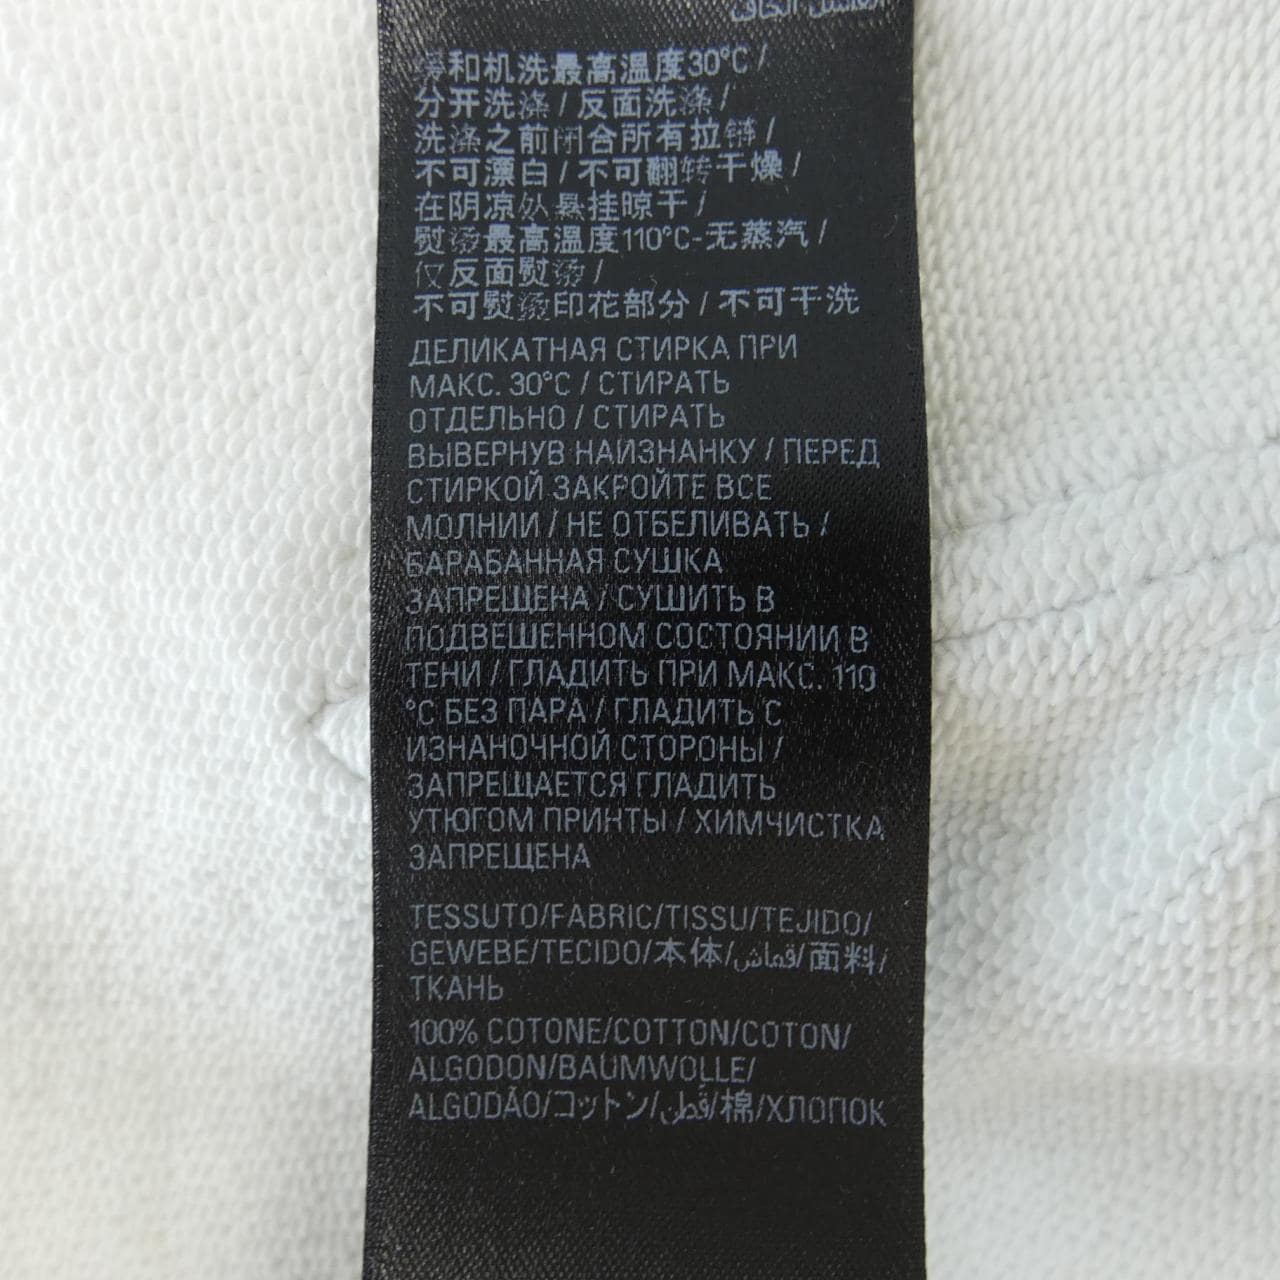 缓和机洗最高温度30°C /
分开洗涤 / 反面洗涤 /
洗涤之前闭合所有拉链 /
不可漂白 / 不可翻转干燥 /
在阴凉处悬挂晾干 /
熨烫最高温度110°C-无蒸汽 /
仅反面熨烫 /
不可熨烫印花部分 / 不可干洗
ДЕЛИКАТНАЯ СТИРКА ПРИ
МАКС. 30°C / СТИРАТЬ
ОТДЕЛЬНО / СТИРАТЬ
ВЫВЕРНУВ НАИЗНАНКУ / ПЕРЕД
СТИРКОЙ ЗАКРОЙТЕ ВСЕ
МОЛНИИ / НЕ ОТБЕЛИВАТЬ /
БАРАБАННАЯ СУШКА
ЗАПРЕЩЕНА / СУШИТЬ В
ПОДВЕШЕННОМ СОСТОЯНИИ В
ТЕНИ / ГЛАДИТЬ ПРИ МАКС. 110
°C БЕЗ ПАРА / ГЛАДИТЬ С
ИЗНАНОЧНОЙ СТОРОНЫ /
ЗАПРЕЩАЕТСЯ ГЛАДИТЬ
УТЮГОМ ПРИНТЫ / ХИМЧИСТКА
ЗАПРЕЩЕНА
TESSUTO/FABRIC/TISSU/TEJIDO/
GEWEBE/TECIDO/本体/قماش/面料/
ТКАНЬ
100% COTONE/COTTON/COTON/
ALGODON/BAUMWOLLE/
ALGODÃO/コットン/قطن/棉/ХЛОПОК